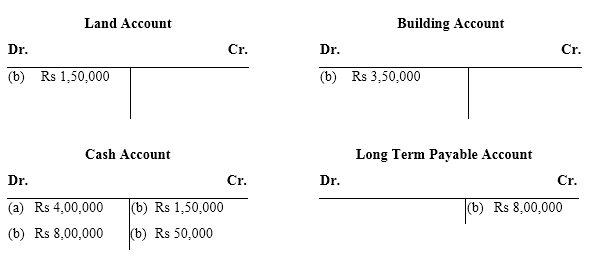 Land Account
Building Account
Dr. Cr.
Dr. Cr.
(b) Rs 1,50,000
(b) Rs 3,50,000
Cash Account
Long Term Payable Account
Dr. Cr.
Dr. Cr.
(a) Rs 4,00,000 (b) Rs 1,50,000
(b) Rs 8,00,000
(b) Rs 8,00,000 (b) Rs 50,000